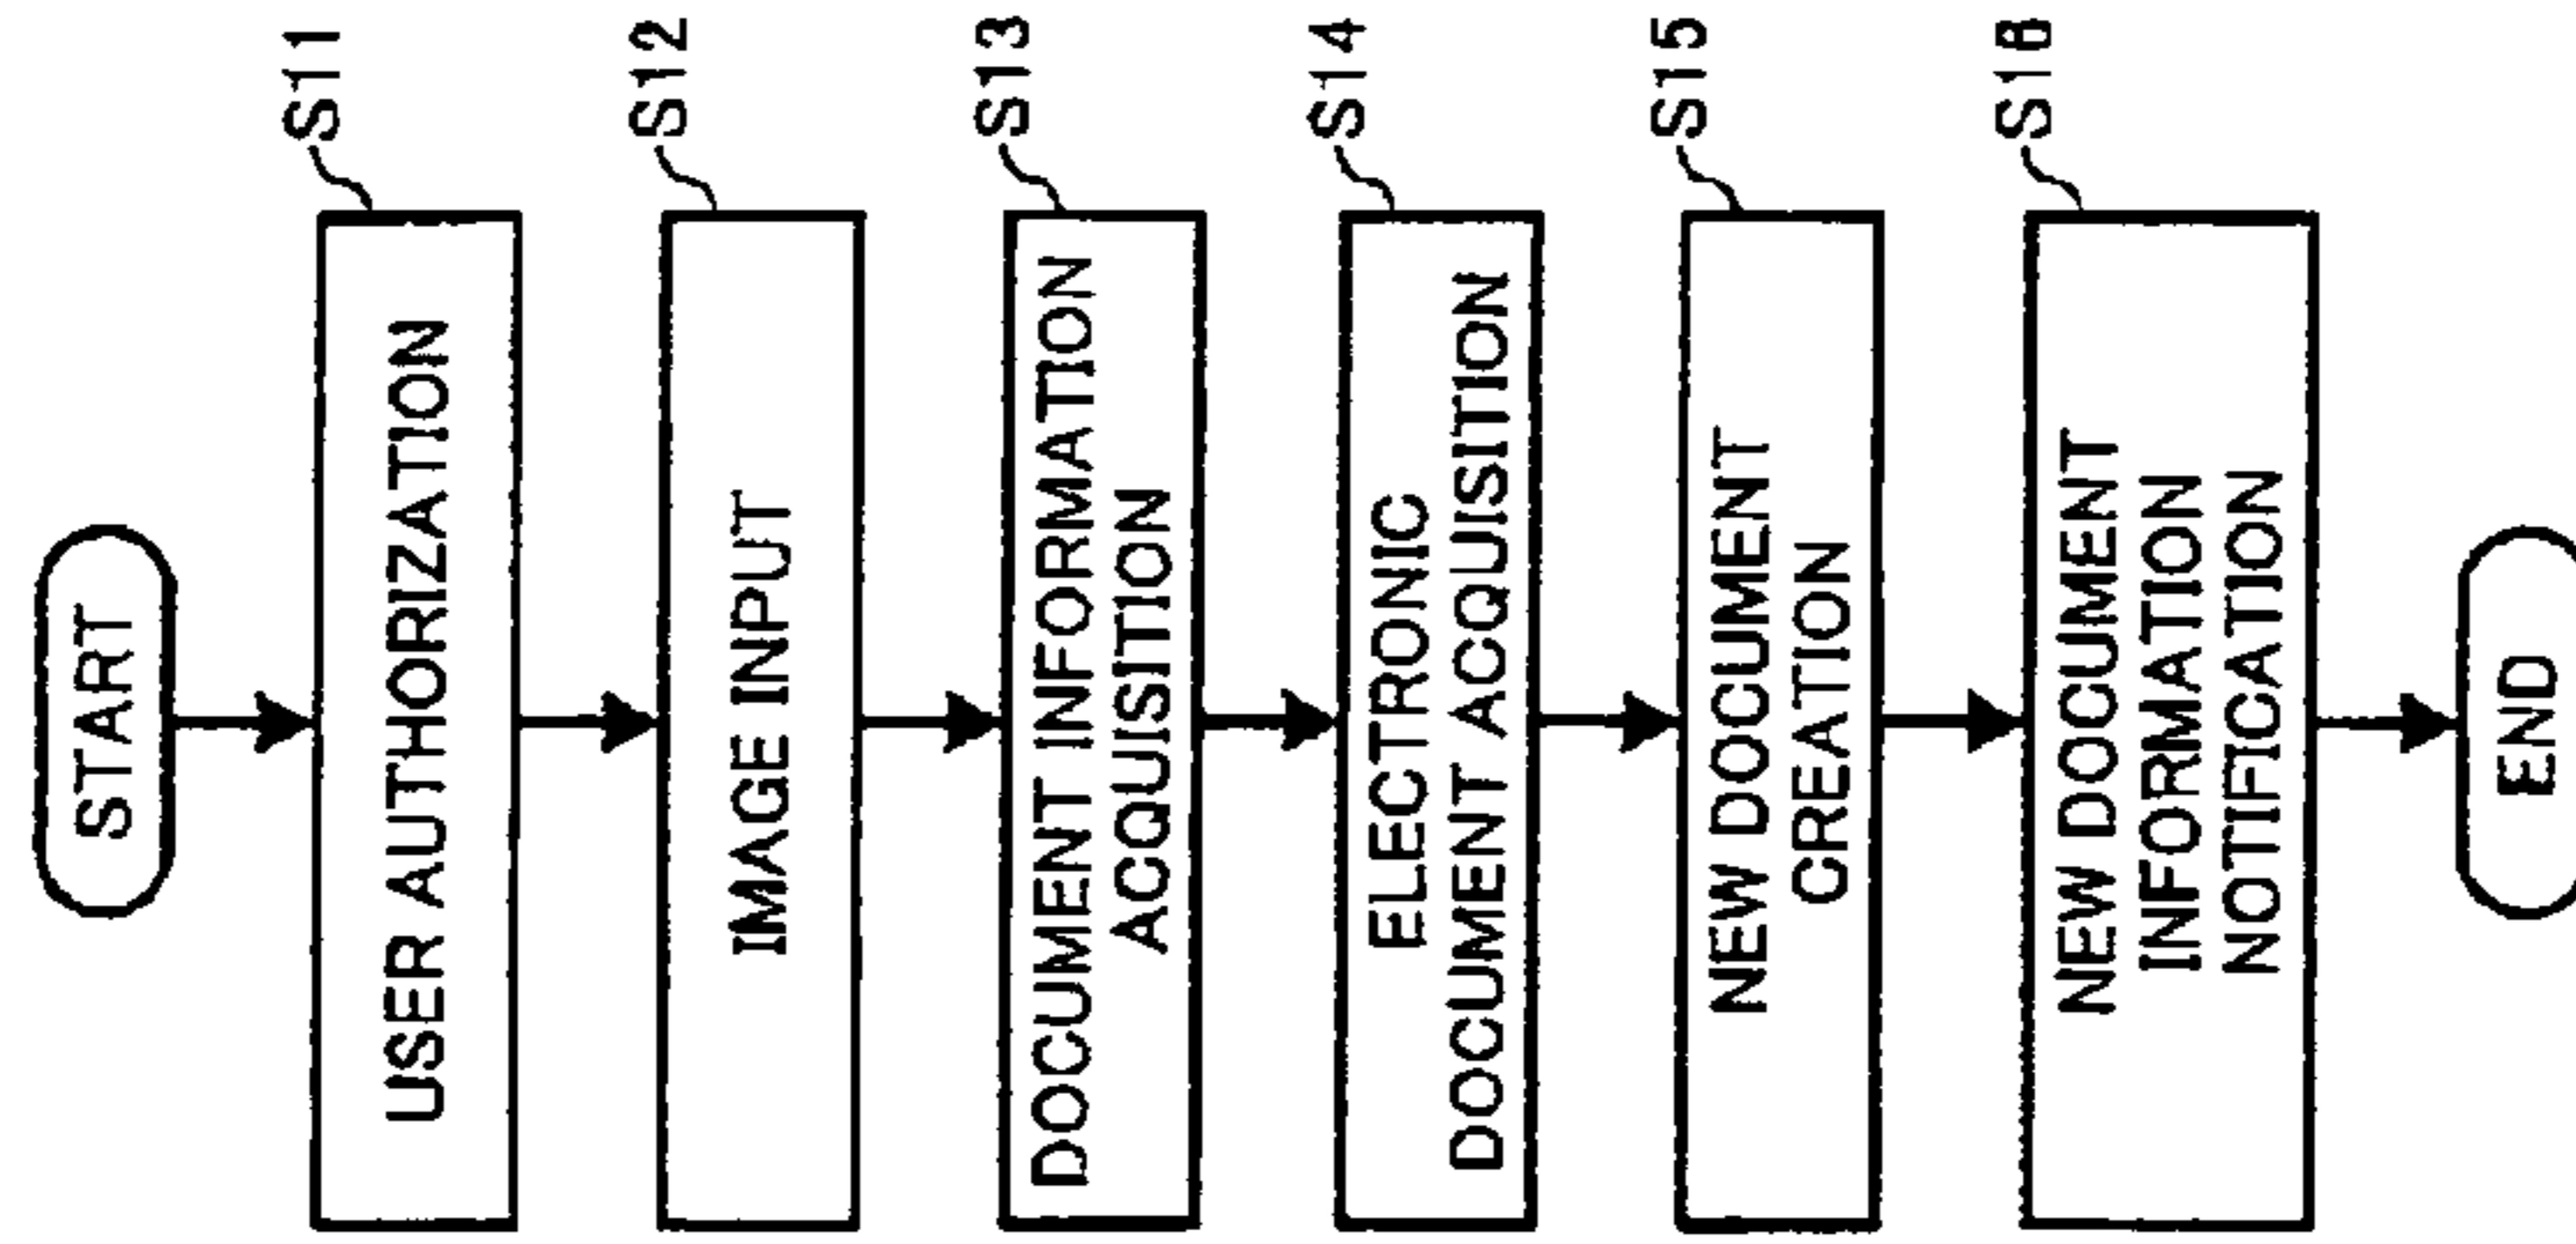 START
S11
USER AUTHORIZATION
S12
IMAGE INPUT
S13
DOCUMENT INFORMATION
ACQUISITION
S14
ELECTRONIC
DOCUMENT ACQUISITION
S15
NEW DOCUMENT
CREATION
S18
NEW DOCUMENT
INFORMATION
NOTIFICATION
END